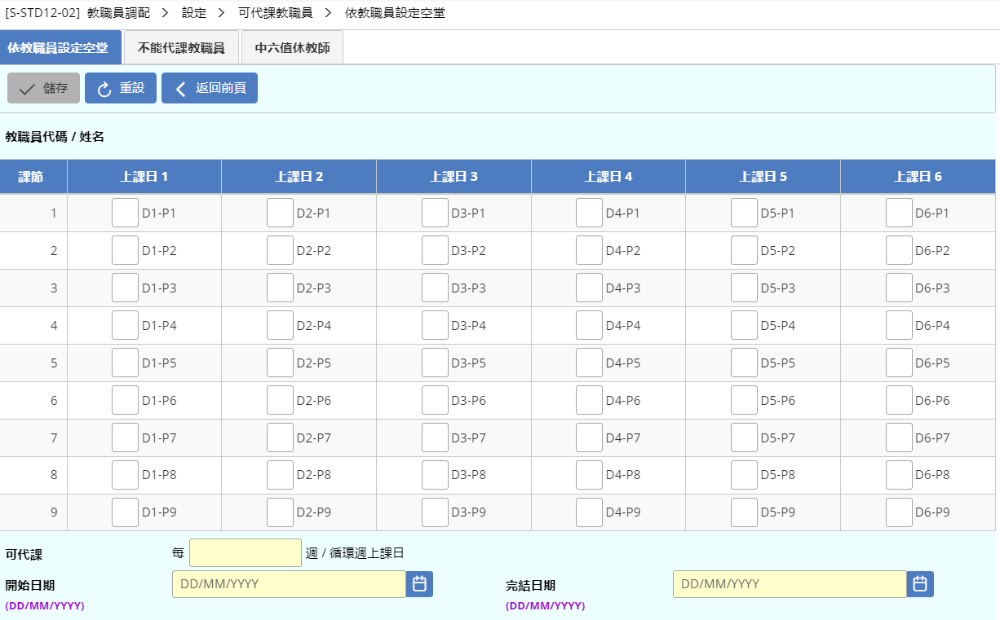 [S-STD12-02] 教職員調配 > 設定 > 可代課教職員 > 依教職員設定空堂
依教職員設定空堂 不能代課教職員 中六值休教師
儲存 重設 返回前頁
教職員代碼 / 姓名
課節 上課日 1 上課日 2 上課日 3 上課日 4 上課日 5 上課日 6
1 D1-P1 D2-P1 D3-P1 D4-P1 D5-P1 D6-P1
2 D1-P2 D2-P2 D3-P2 D4-P2 D5-P2 D6-P2
3 D1-P3 D2-P3 D3-P3 D4-P3 D5-P3 D6-P3
4 D1-P4 D2-P4 D3-P4 D4-P4 D5-P4 D6-P4
5 D1-P5 D2-P5 D3-P5 D4-P5 D5-P5 D6-P5
6 D1-P6 D2-P6 D3-P6 D4-P6 D5-P6 D6-P6
7 D1-P7 D2-P7 D3-P7 D4-P7 D5-P7 D6-P7
8 D1-P8 D2-P8 D3-P8 D4-P8 D5-P8 D6-P8
9 D1-P9 D2-P9 D3-P9 D4-P9 D5-P9 D6-P9
可代課 每 週 / 循環週上課日
開始日期 DD/MM/YYYY 完結日期 DD/MM/YYYY
(DD/MM/YYYY) (DD/MM/YYYY)